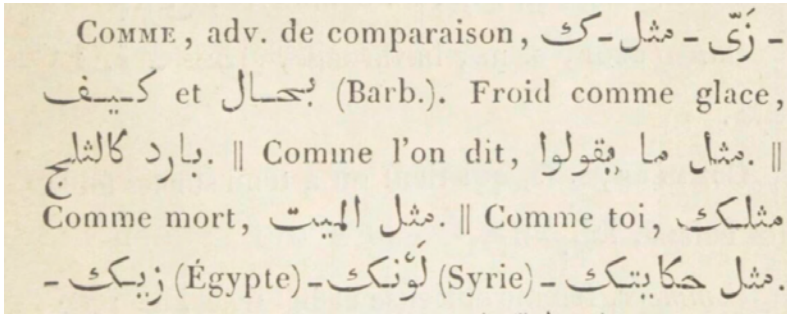 COMME, adv. de comparaison, ك - مثل - زَىّ -
كيف et بحال (Barb.). Froid comme glace,
بارد كالثلج. || Comme l'on dit, مثل ما يقولوا. ||
Comme mort, مثل الميت. || Comme toi, مثلك
- زيك (Égypte) - لَوْنك (Syrie) - مثل حكايتك.